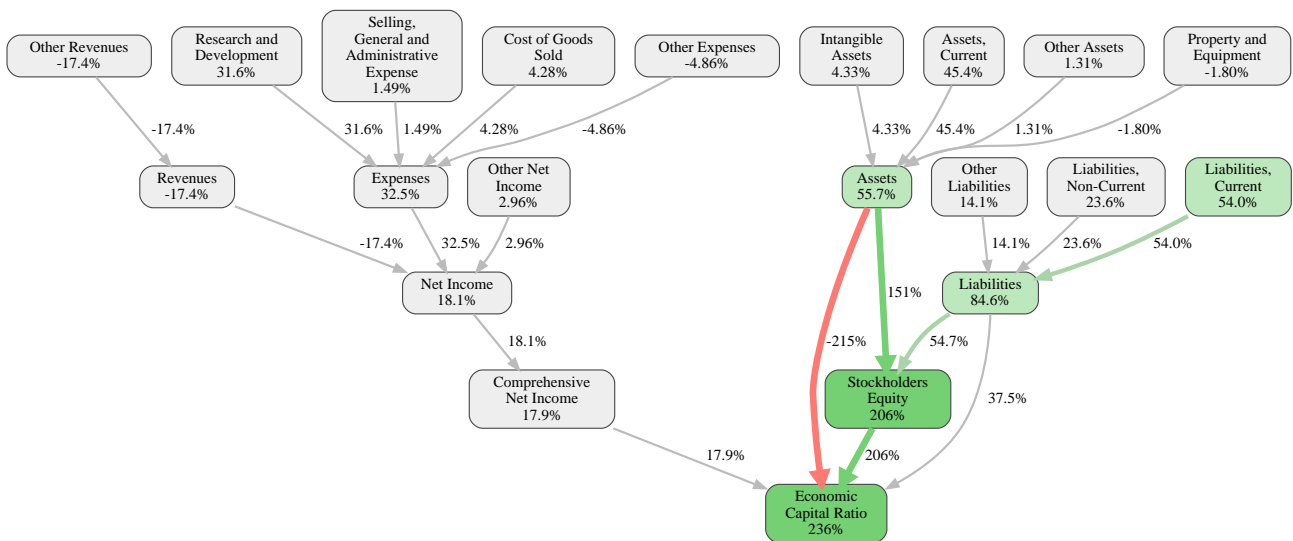 Other Revenues
-17.4%
Research and
Development
31.6%
Selling,
General and
Administrative
Expense
1.49%
Cost of Goods
Sold
4.28%
Other Expenses
-4.86%
Intangible
Assets
4.33%
Assets,
Current
45.4%
Other Assets
1.31%
Property and
Equipment
-1.80%
-17.4%
31.6%
1.49%
4.28%
-4.86%
4.33%
45.4%
1.31%
-1.80%
Revenues
-17.4%
Expenses
32.5%
Other Net
Income
2.96%
Assets
55.7%
Other
Liabilities
14.1%
Liabilities,
Non-Current
23.6%
Liabilities,
Current
54.0%
-17.4%
32.5%
2.96%
14.1%
23.6%
54.0%
Net Income
18.1%
151%
Liabilities
84.6%
18.1%
-215%
54.7%
Comprehensive
Net Income
17.9%
Stockholders
Equity
206%
37.5%
17.9%
206%
Economic
Capital Ratio
236%